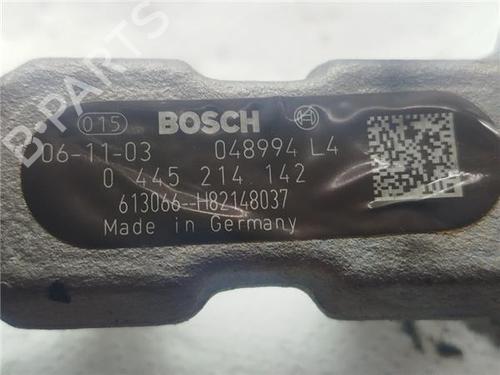 B-PARTS
015 BOSCH
06-11-03 048994 L4
0 445 214 142
613066--H82148037
Made in Germany